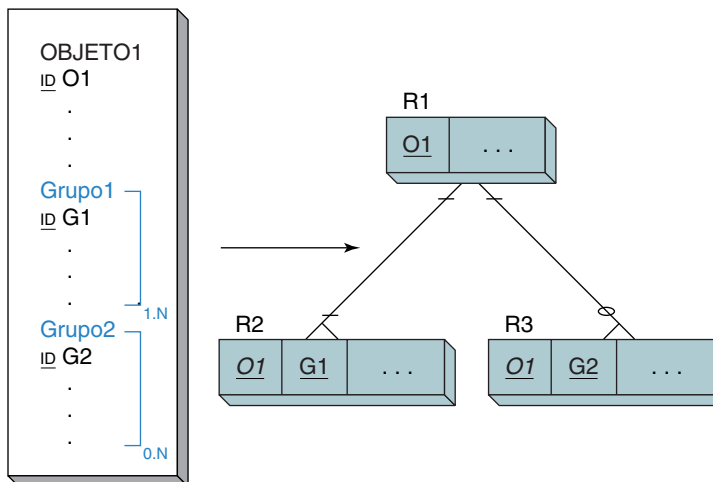 OBJETO1
ID O1
.
.
.
Grupo1
ID G1
.
.
.
1.N
Grupo2
ID G2
.
.
.
0.N
R1
O1 ...
R2
O1 G1 ...
R3
O1 G2 ...